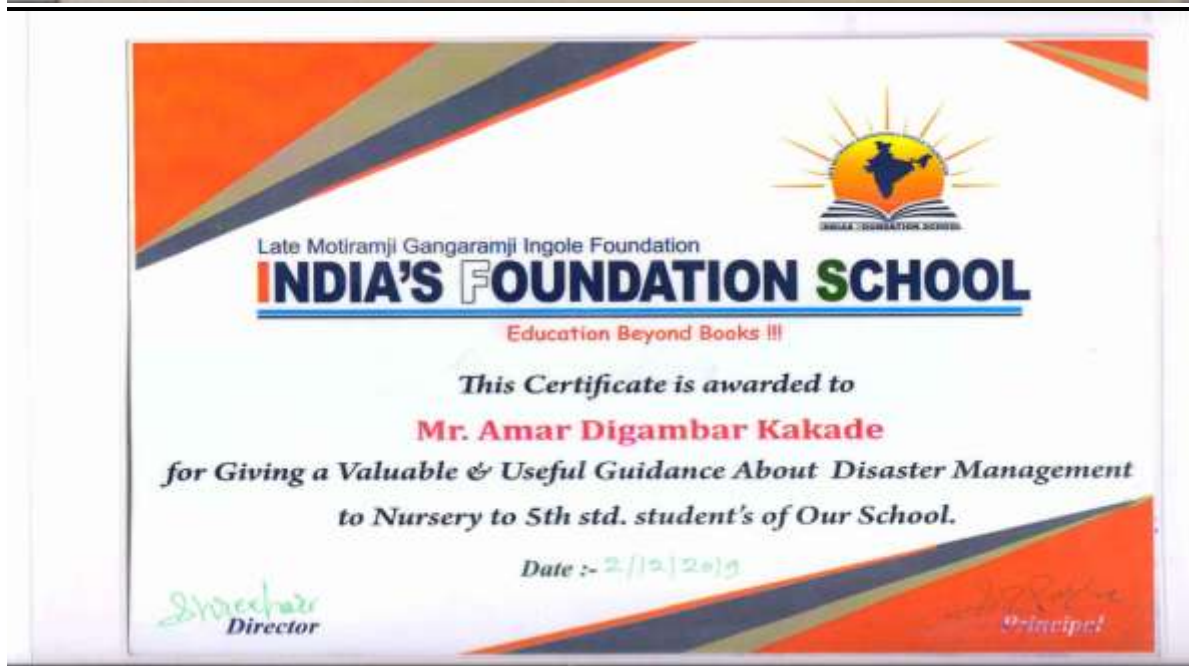 INDIA'S FOUNDATION SCHOOL
Late Motiramji Gangaramji Ingole Foundation
INDIA'S FOUNDATION SCHOOL
Education Beyond Books !!!
This Certificate is awarded to
Mr. Amar Digambar Kakade
for Giving a Valuable & Useful Guidance About Disaster Management
to Nursery to 5th std. student's of Our School.
Date :- 2/12/2019
Director
Principal